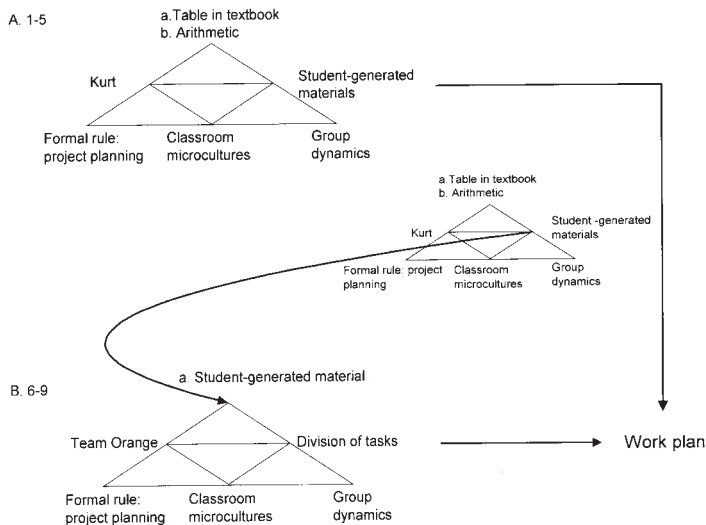 A. 1-5
a.Table in textbook
b. Arithmetic
Kurt
Student-generated
materials
Formal rule:
project planning
Classroom
microcultures
Group
dynamics
a.Table in textbook
b. Arithmetic
Kurt
Student -generated
materials
Formal rule: project
planning
Classroom
microcultures
Group
dynamics
B. 6-9
a. Student-generated material
Team Orange
Division of tasks
Work plan
Formal rule:
project planning
Classroom
microcultures
Group
dynamics